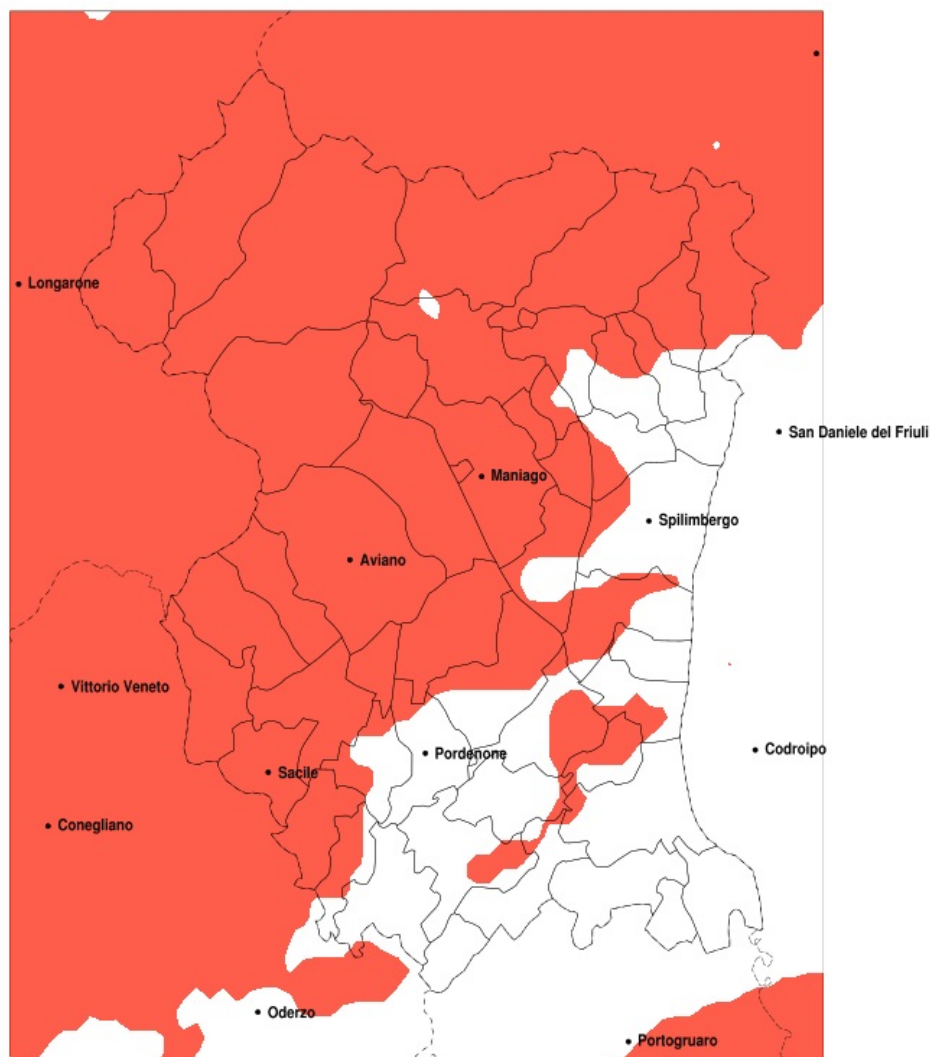 Longarone
San Daniele del Friuli
Maniago
Spilimbergo
Aviano
Vittorio Veneto
Pordenone
Codroipo
Sacile
Conegliano
Oderzo
Portogruaro